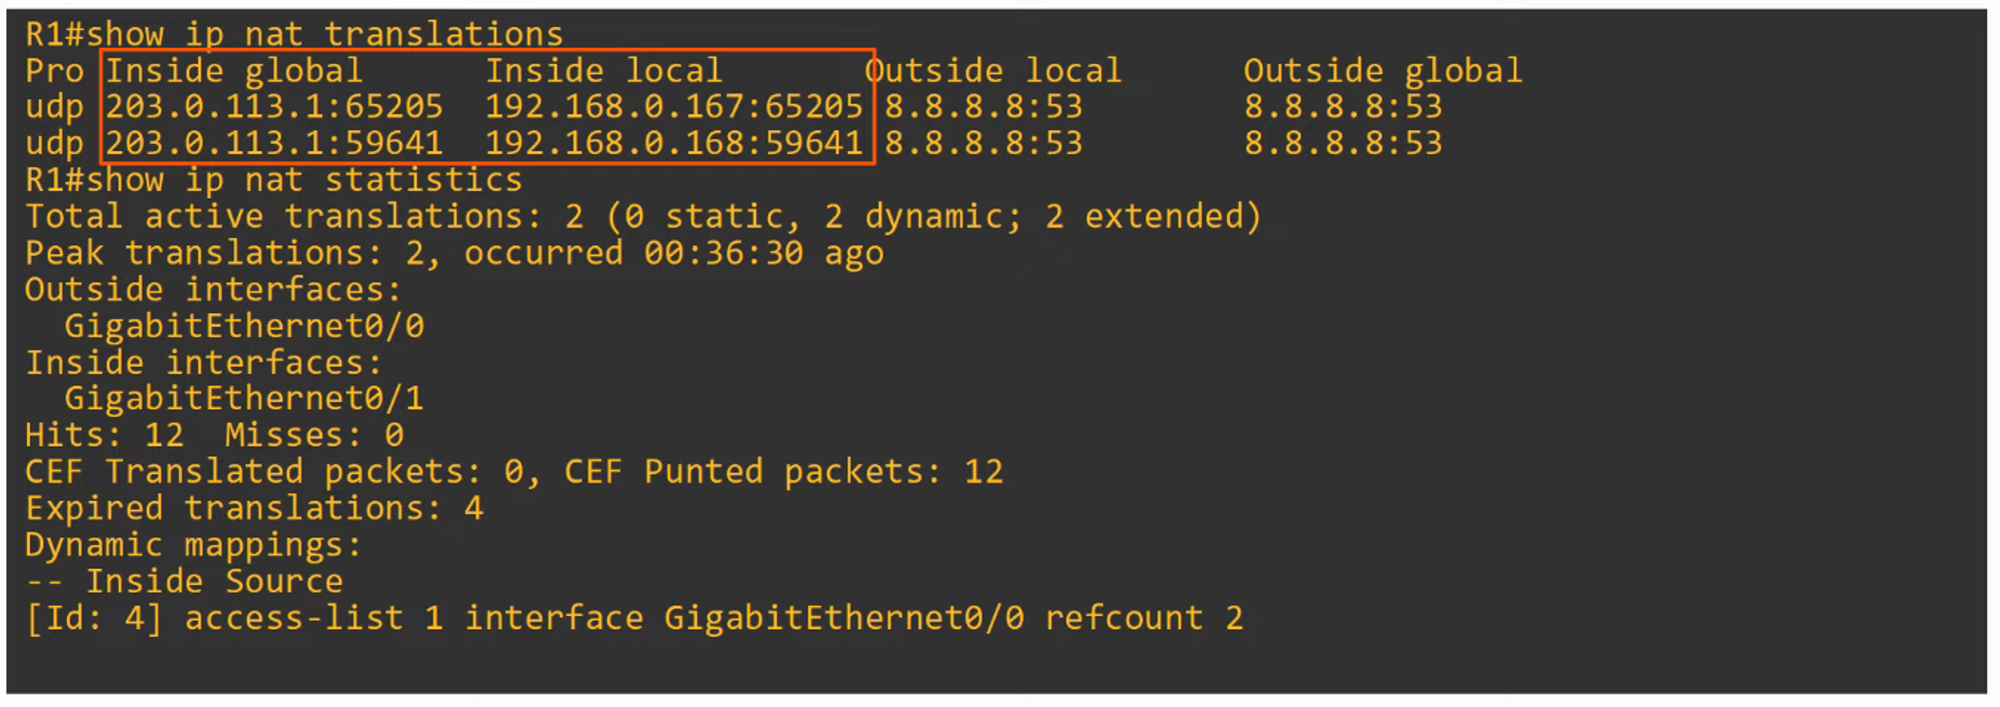 R1#show ip nat translations
Pro Inside global      Inside local       Outside local      Outside global
udp 203.0.113.1:65205  192.168.0.167:65205 8.8.8.8:53        8.8.8.8:53
udp 203.0.113.1:59641  192.168.0.168:59641 8.8.8.8:53        8.8.8.8:53
R1#show ip nat statistics
Total active translations: 2 (0 static, 2 dynamic; 2 extended)
Peak translations: 2, occurred 00:36:30 ago
Outside interfaces:
  GigabitEthernet0/0
Inside interfaces:
  GigabitEthernet0/1
Hits: 12  Misses: 0
CEF Translated packets: 0, CEF Punted packets: 12
Expired translations: 4
Dynamic mappings:
-- Inside Source
[Id: 4] access-list 1 interface GigabitEthernet0/0 refcount 2